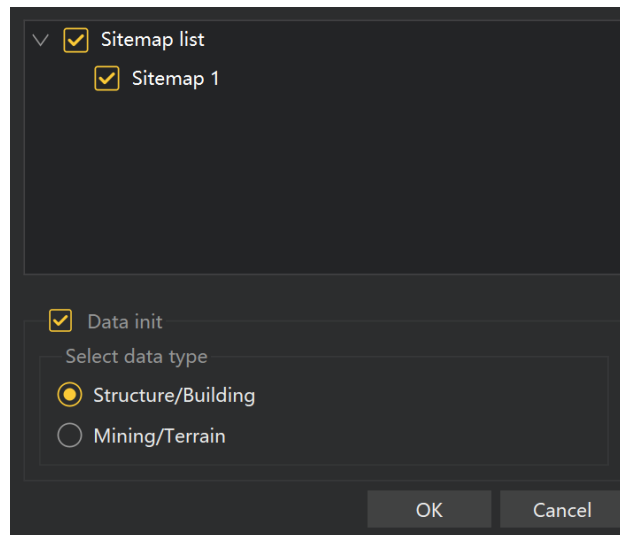 Sitemap list
Sitemap 1
Data init
Select data type
Structure/Building
Mining/Terrain
OK Cancel